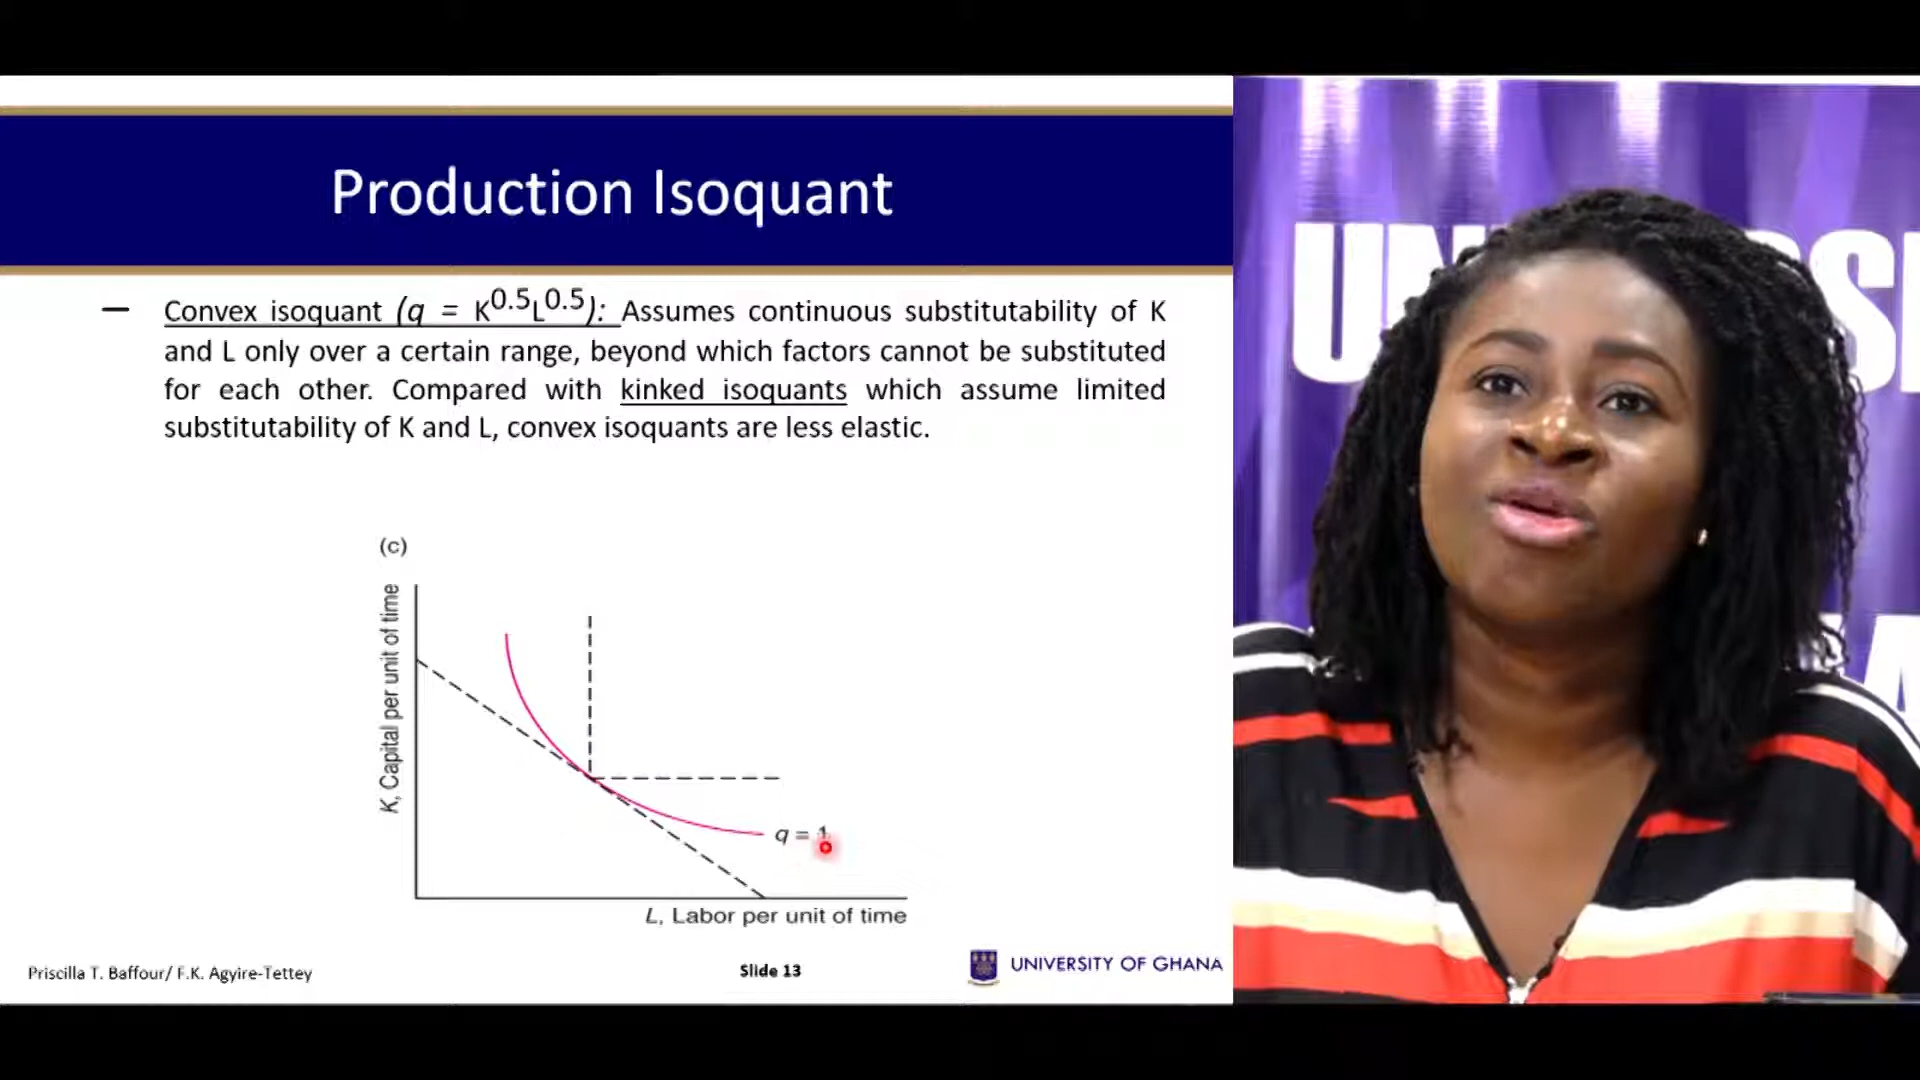 Production Isoquant
— Convex isoquant (q = K0.5L0.5): Assumes continuous substitutability of K
and L only over a certain range, beyond which factors cannot be substituted
for each other. Compared with kinked isoquants which assume limited
substitutability of K and L, convex isoquants are less elastic.
(c)
K, Capital per unit of time
q = 1
L, Labor per unit of time
Priscilla T. Baffour/ F.K. Agyire-Tettey
Slide 13
UNIVERSITY OF GHANA